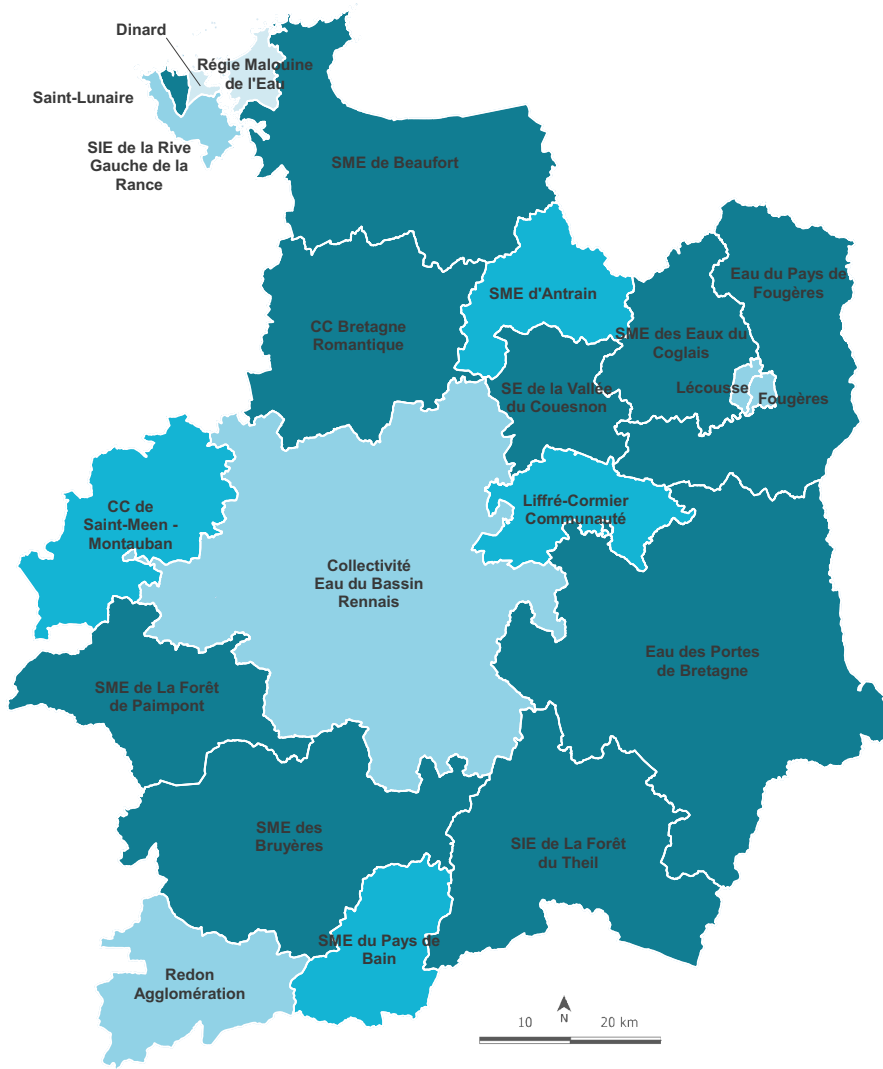 Dinard
Régie Malouine
de l'Eau
Saint-Lunaire
SIE de la Rive
Gauche de la
Rance
SME de Beaufort
Eau du Pays de
Fougères
SME d'Antrain
CC Bretagne
Romantique
SME des Eaux du
Coglais
SE de la Vallée
du Couesnon
Lécousse
Fougères
CC de
Saint-Meen -
Montauban
Liffré-Cormier
Communauté
Collectivité
Eau du Bassin
Rennais
Eau des Portes
de Bretagne
SME de La Forêt
de Paimpont
SME des
Bruyères
SIE de La Forêt
du Theil
SME du Pays de
Bain
Redon
Agglomération
N
10 20 km